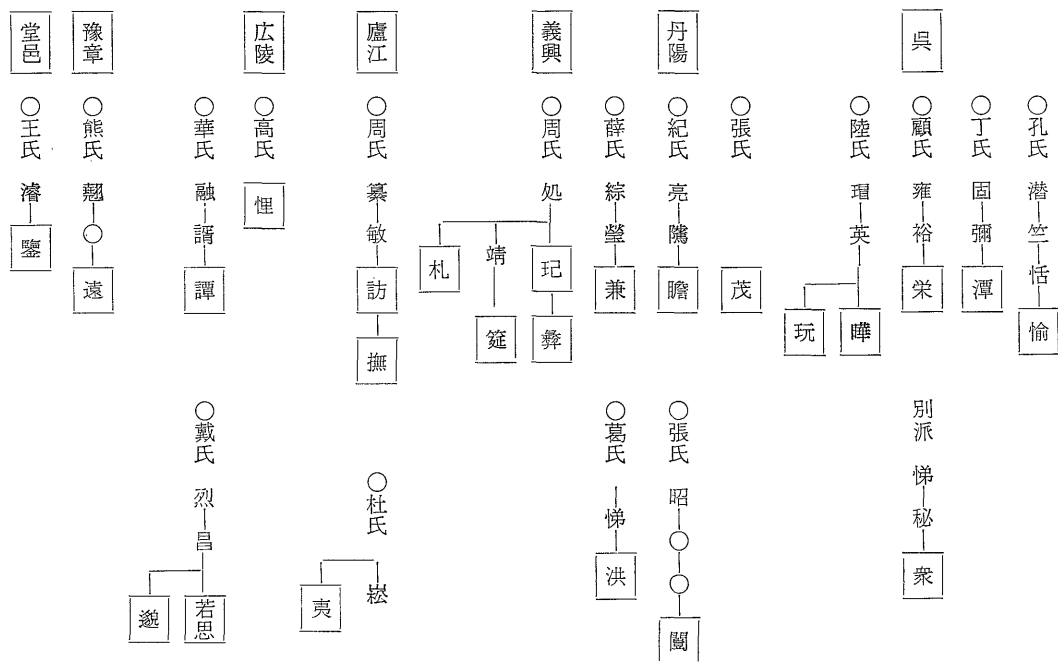 呉
○孔氏 潜─竺─恬─愉
○丁氏 固─彌─潭
○顧氏 雍─裕─栄
別派 悌─秘─衆
○陸氏 瑁─英
曄
玩
○張氏 茂
丹陽
○紀氏 亮─隲─瞻
○張氏 昭─○─○─闓
○薛氏 綜─瑩─兼
○葛氏 悌─洪
義興
○周氏 処
玘─彝
靖─筵
札
廬江
○周氏 纂─敏─訪─撫
○杜氏
崧
夷
広陵
○高氏 悝
○華氏 融─諝─譚
○戴氏 烈─昌
若思
邈
豫章
○熊氏 翹─○─遠
堂邑
○王氏 濬─鑒